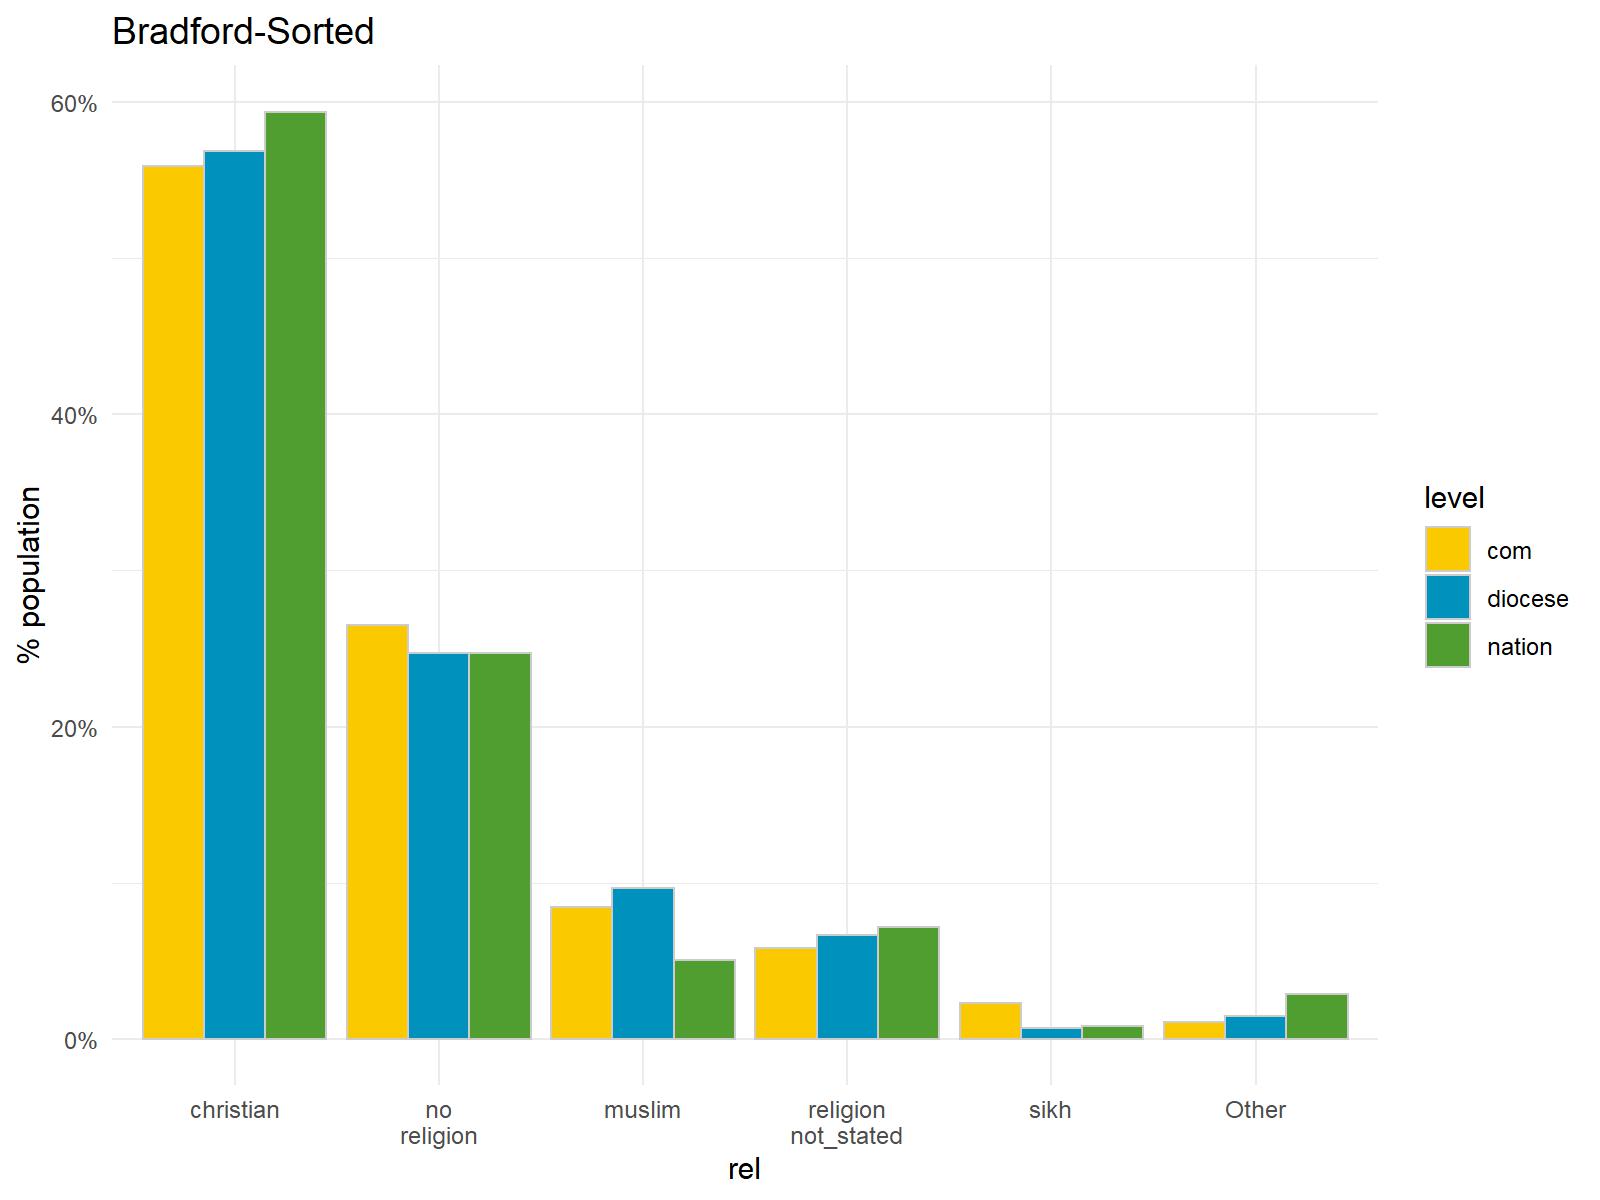 Bradford-Sorted
60%
40%
20%
0%
% population
christian
no
religion
muslim
religion
not_stated
sikh
Other
rel
level
com
diocese
nation